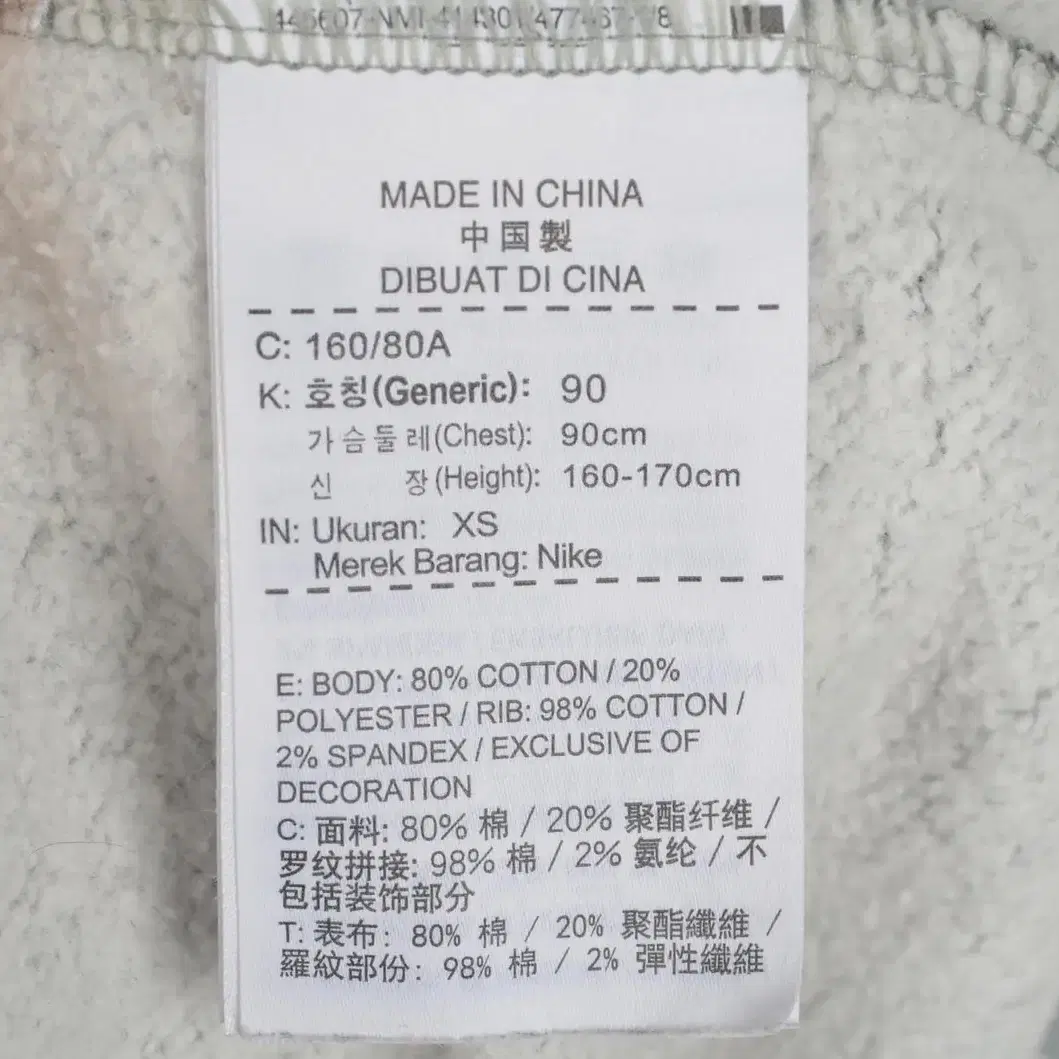 MADE IN CHINA
中国製
DIBUAT DI CINA
C: 160/80A
K: 호칭(Generic): 90
가슴둘레(Chest): 90cm
신 장(Height): 160-170cm
IN: Ukuran: XS
Merek Barang: Nike
E: BODY: 80% COTTON / 20%
POLYESTER / RIB: 98% COTTON /
2% SPANDEX / EXCLUSIVE OF
DECORATION
C: 面料: 80% 棉 / 20% 聚酯纤维 /
罗纹拼接: 98% 棉 / 2% 氨纶 / 不
包括装饰部分
T: 表布: 80% 棉 / 20% 聚酯纖維 /
羅紋部份: 98% 棉 / 2% 彈性纖維